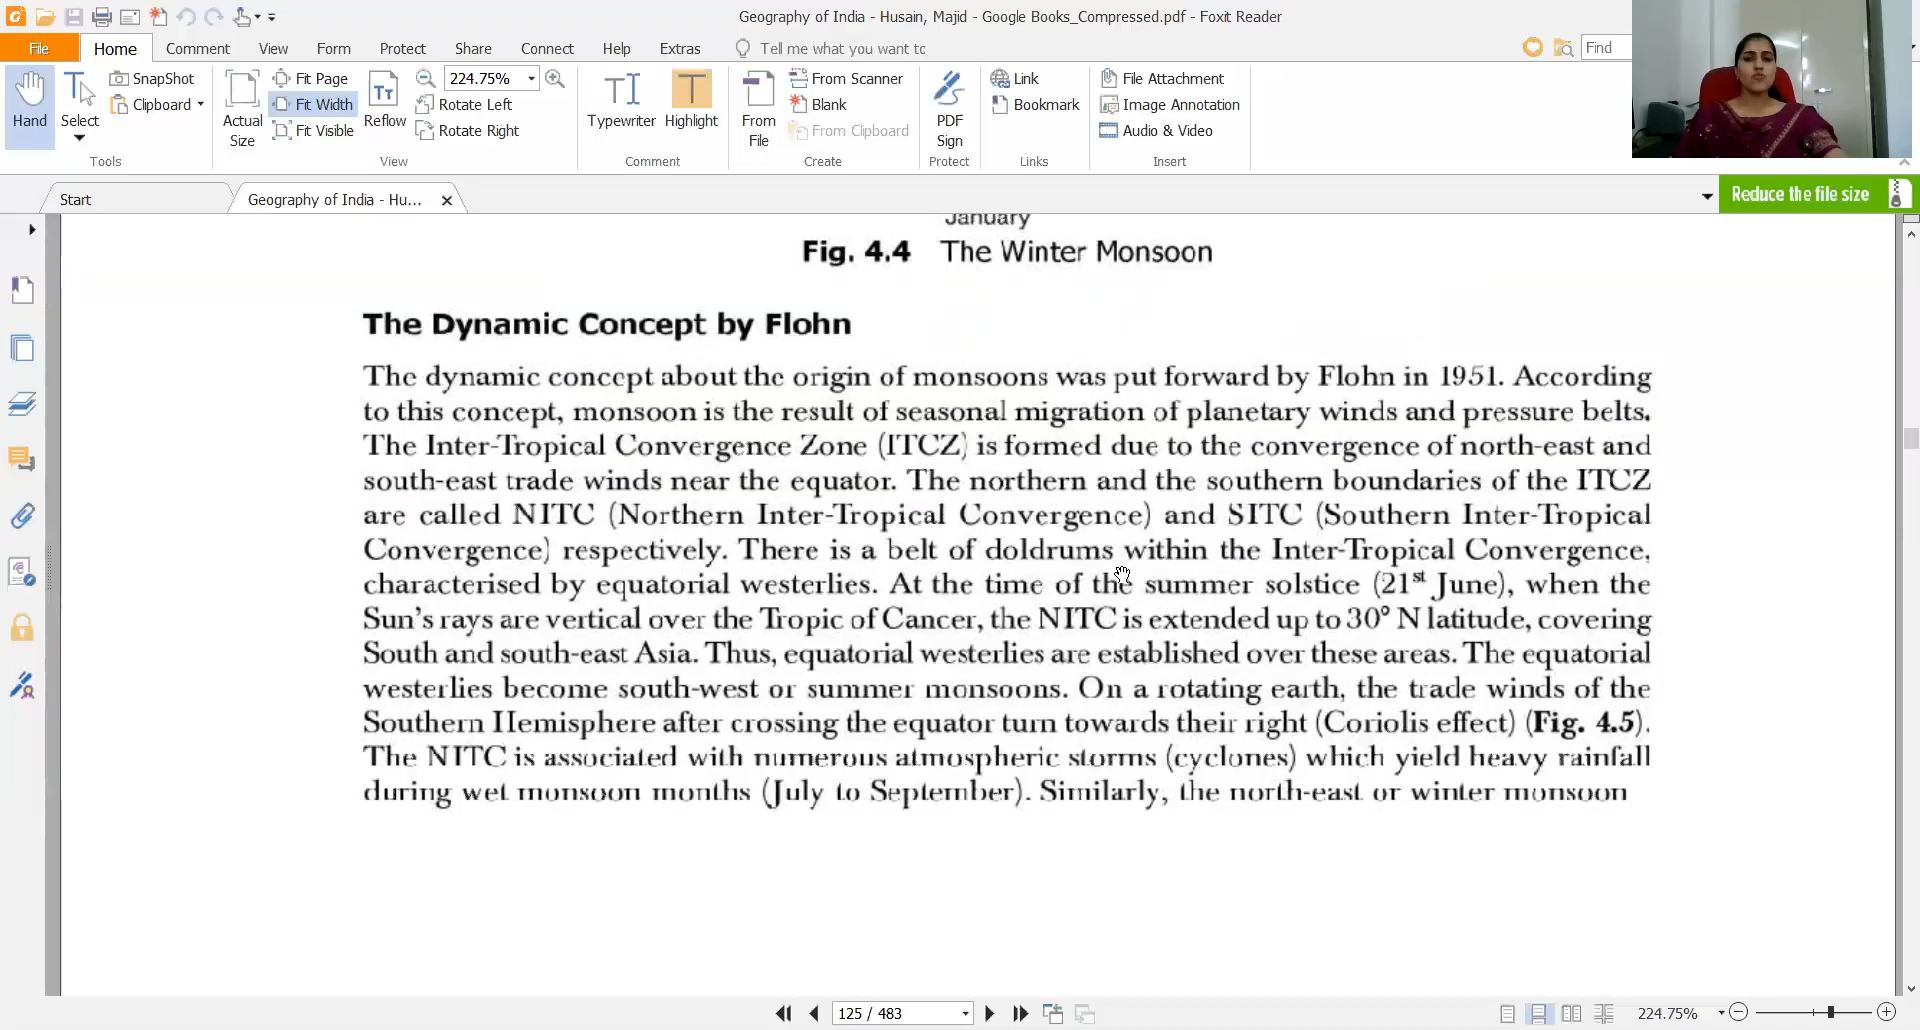 Geography of India - Husain, Majid - Google Books_Compressed.pdf - Foxit Reader
File Home Comment View Form Protect Share Connect Help Extras Tell me what you want to Find
Hand
Select
SnapShot
Clipboard
Tools
Actual Size
Fit Page
Fit Width
Fit Visible
Reflow
224.75%
Rotate Left
Rotate Right
View
Typewriter
Highlight
Comment
From File
From Scanner
Blank
From Clipboard
Create
PDF Sign
Protect
Link
Bookmark
Links
File Attachment
Image Annotation
Audio & Video
Insert
Start
Geography of India - Hu...
Reduce the file size
January
Fig. 4.4 The Winter Monsoon
The Dynamic Concept by Flohn
The dynamic concept about the origin of monsoons was put forward by Flohn in 1951. According
to this concept, monsoon is the result of seasonal migration of planetary winds and pressure belts.
The Inter-Tropical Convergence Zone (ITCZ) is formed due to the convergence of north-east and
south-east trade winds near the equator. The northern and the southern boundaries of the ITCZ
are called NITC (Northern Inter-Tropical Convergence) and SITC (Southern Inter-Tropical
Convergence) respectively. There is a belt of doldrums within the Inter-Tropical Convergence,
characterised by equatorial westerlies. At the time of the summer solstice (21st June), when the
Sun's rays are vertical over the Tropic of Cancer, the NITC is extended up to 30° N latitude, covering
South and south-east Asia. Thus, equatorial westerlies are established over these areas. The equatorial
westerlies become south-west or summer monsoons. On a rotating earth, the trade winds of the
Southern Hemisphere after crossing the equator turn towards their right (Coriolis effect) (Fig. 4.5).
The NITC is associated with numerous atmospheric storms (cyclones) which yield heavy rainfall
during wet monsoon months (July to September). Similarly, the north-east or winter monsoon
125 / 483
224.75%